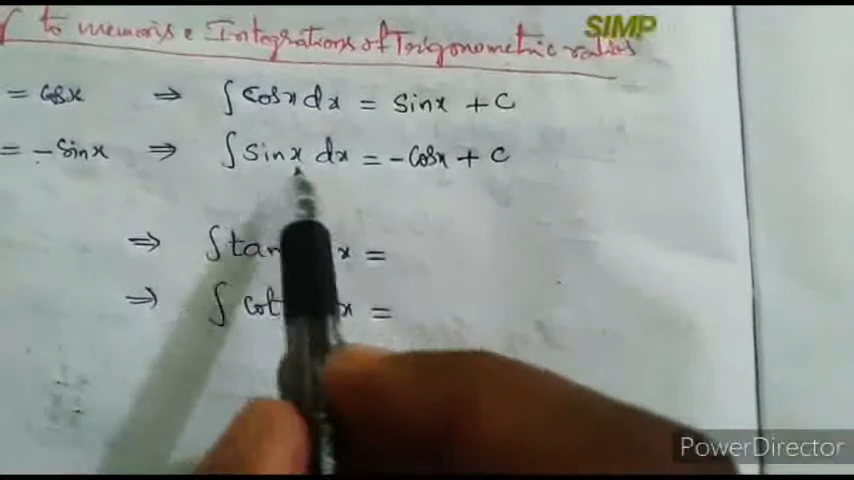 to memorise Integrations of Trigonometric ratios
SIMP
= cosx ⇒ ∫ cosx dx = sinx + c
= -sinx ⇒ ∫ sinx dx = -cosx + c
⇒ ∫ tan x =
⇒ ∫ cot x =
PowerDirector